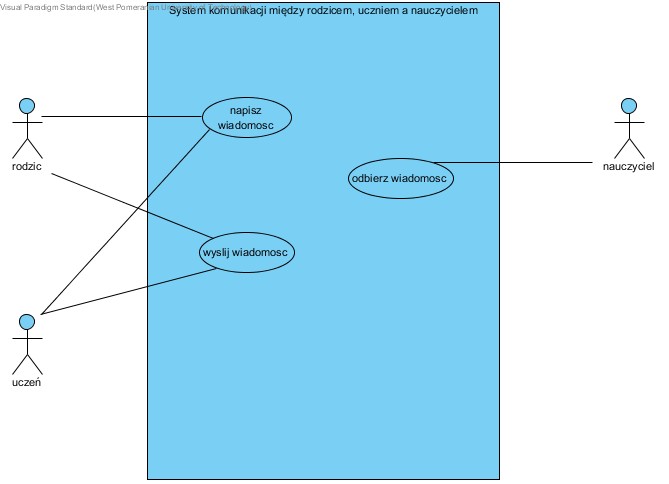 Visual Paradigm Standard(West Pomeranian University of Technology)
System komunikacji między rodzicem, uczniem a nauczycielem
napisz
wiadomosc
rodzic
nauczyciel
odbierz wiadomosc
wyslij wiadomosc
uczeń